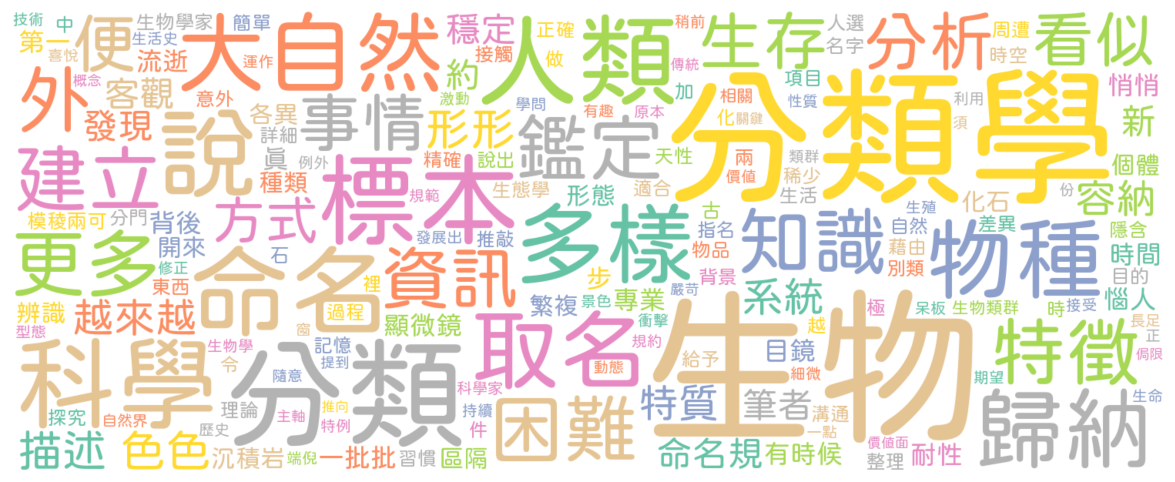 技術
中
生物學家
簡單
第一
便
生活史
喜悅
流逝
運作
大自然
穩定
接觸
正確
做
人類
稍前
傳統
生存
人選
名字
分析
周遭
時空
看似
外
客觀
意外
約
激動
學問
有趣
原本
加
相關
化
關鍵
項目
性質
利用
須
悄悄
新
發現
說
各異
詳細
事情
形形
鑑定
天性
兩
價值
分類學
類群
稀少
生活
個體
容納
建立
種類
眞
例外
標本
精確
規範
說出
生態學
形態
適合
古
化石
份
模稜兩可
分門
背後
方式
開來
石
發展出
推敲
多樣
指名
物品
知識
生殖
自然
藉由
別類
差異
物種
隱含
時間
目的
惱人
更多
修正
東西
命名
裡
資訊
步
背景
嚴苛
系統
辨識
型態
越來越
過程
顯微鏡
繁複
景色
專業
衝擊
越
極
呆板
生物類群
時
接受
長足
正
侷限
科學
生物學
令
分類
記憶
提到
窗
取名
規約
動態
給予
目鏡
細微
生物
期望
特徵
生命
探究
自然界
理論
歷史
隨意
主軸
推向
特例
科學家
持續
件
困難
特質
筆者
溝通
一點
歸納
描述
色色
沉積岩
端倪
一批批
習慣
區隔
命名規
有時候
價值面
整理
耐性
概念